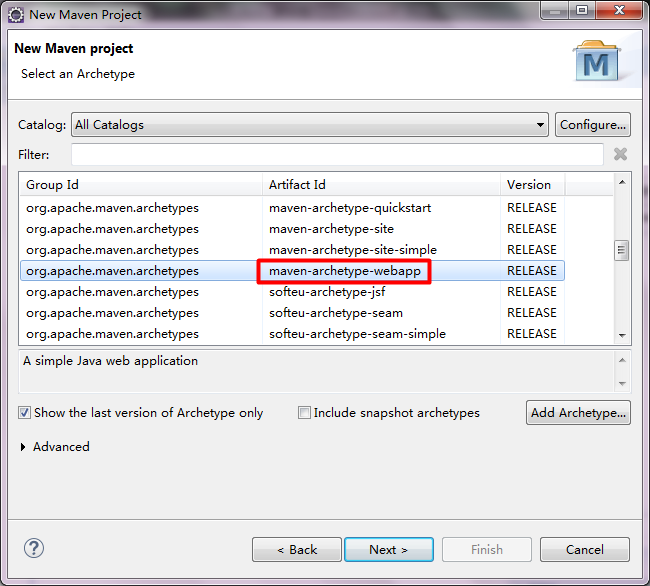 New Maven Project
New Maven project
Select an Archetype
M
Catalog: All Catalogs Configure...
Filter:
Group Id Artifact Id Version
org.apache.maven.archetypes maven-archetype-quickstart RELEASE
org.apache.maven.archetypes maven-archetype-site RELEASE
org.apache.maven.archetypes maven-archetype-site-simple RELEASE
org.apache.maven.archetypes maven-archetype-webapp RELEASE
org.apache.maven.archetypes softeu-archetype-jsf RELEASE
org.apache.maven.archetypes softeu-archetype-seam RELEASE
org.apache.maven.archetypes softeu-archetype-seam-simple RELEASE
A simple Java web application
Show the last version of Archetype only Include snapshot archetypes Add Archetype...
Advanced
? < Back Next > Finish Cancel